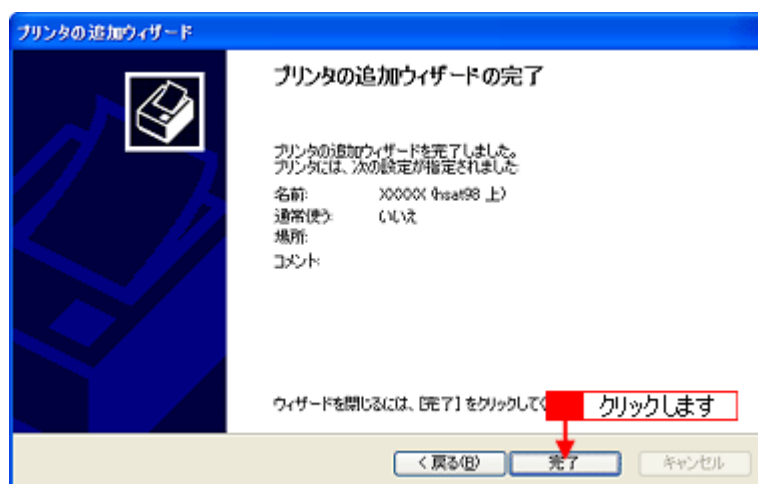 プリンタの追加ウィザード
プリンタの追加ウィザードの完了
プリンタの追加ウィザードを完了しました。
プリンタには、次の設定が指定されました
名前: XXXXX (hsat98 上)
通常使う: いいえ
場所:
コメント:
ウィザードを閉じるには、[完了] をクリックしてく
クリックします
< 戻る(B)
完了
キャンセル